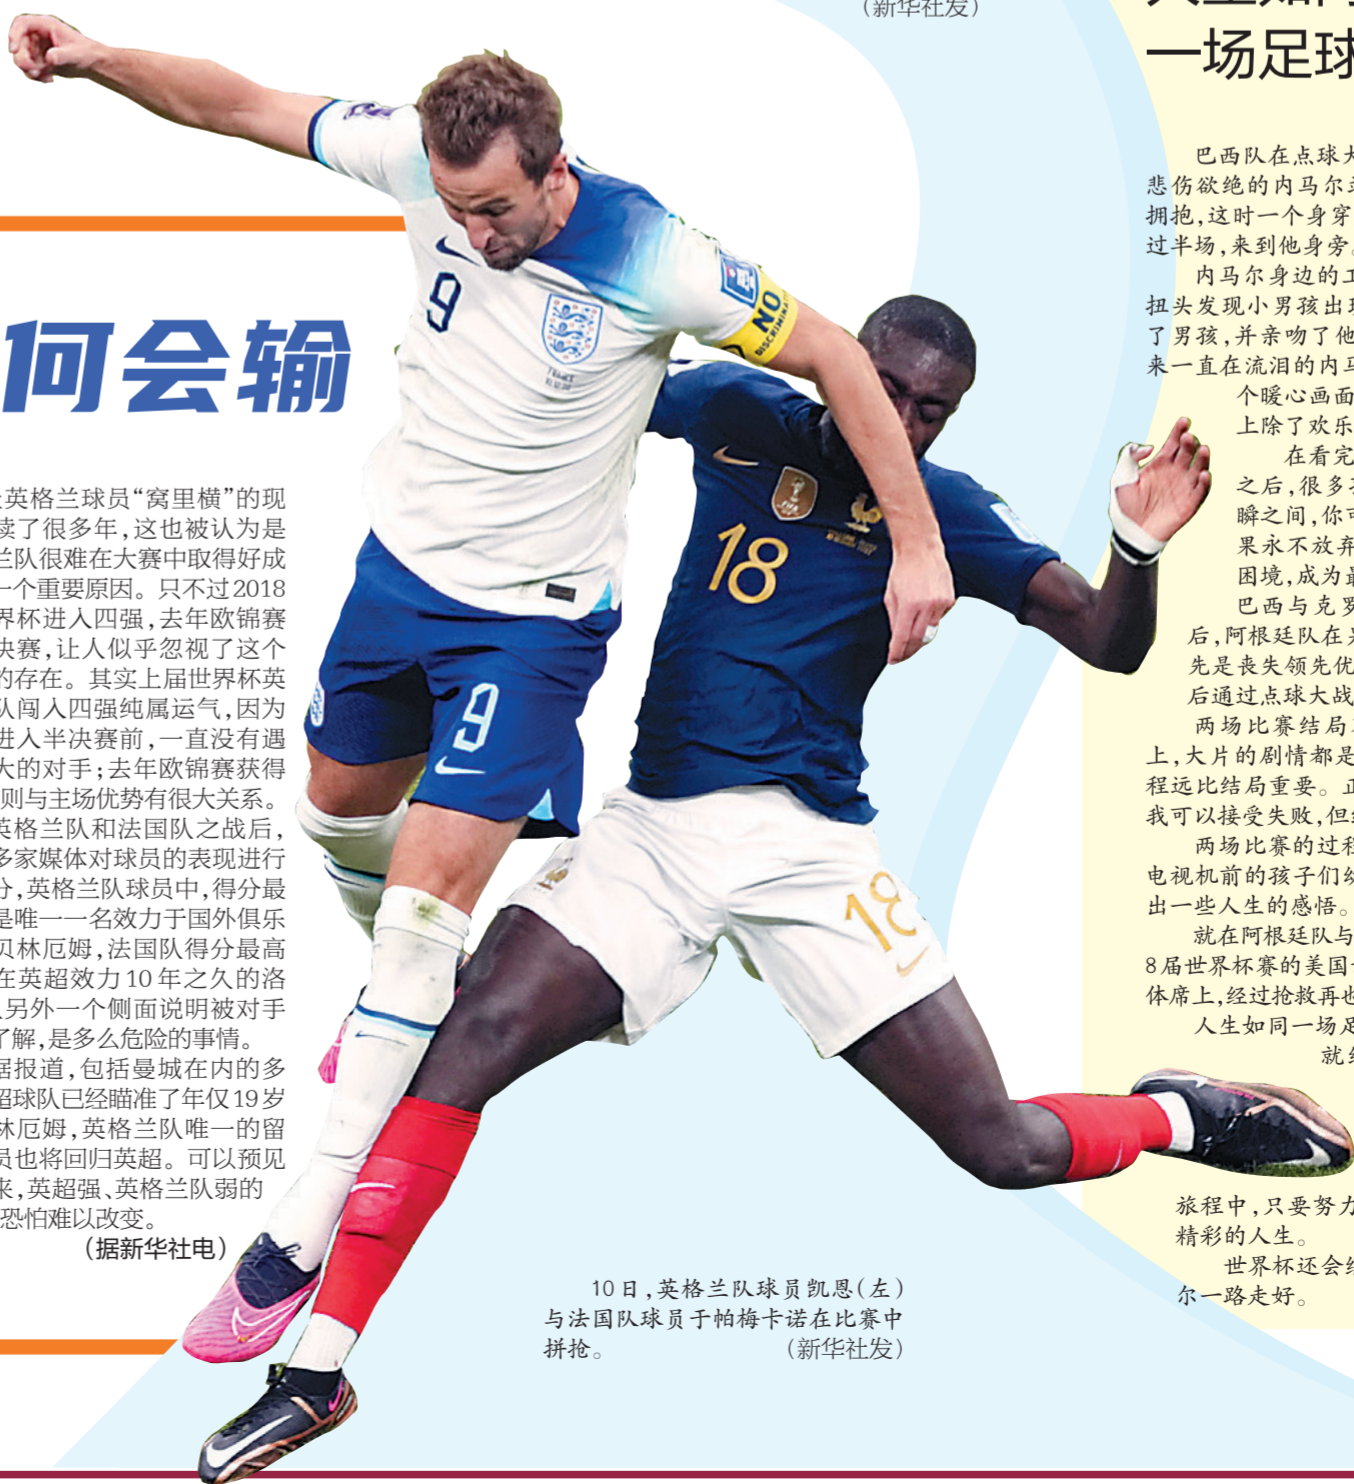 （新华社发）
一场足球
何会输
英格兰球员“窝里横”的现
续了很多年,这也被认为是
兰队很难在大赛中取得好成
一个重要原因。只不过2018
界杯进入四强,去年欧锦赛
决赛,让人似乎忽视了这个
的存在。其实上届世界杯英
队闯入四强纯属运气,因为
进入半决赛前,一直没有遇
大的对手;去年欧锦赛获得
则与主场优势有很大关系。
英格兰队和法国队之战后,
多家媒体对球员的表现进行
分,英格兰队球员中,得分最
是唯一一名效力于国外俱乐
贝林厄姆,法国队得分最高
在英超效力10年之久的洛
另外一个侧面说明被对手
了解,是多么危险的事情。
据报道,包括曼城在内的多
超球队已经瞄准了年仅19岁
林厄姆,英格兰队唯一的留
员也将回归英超。可以预见
来,英超强、英格兰队弱的
恐怕难以改变。
（据新华社电）
9
NO
DISCRIMINATI
FRANCE
9
18
18
10日,英格兰队球员凯恩(左)
与法国队球员于帕梅卡诺在比赛中
拼抢。（新华社发）
巴西队在点球大
悲伤欲绝的内马尔
拥抱,这时一个身穿
过半场,来到他身旁。
内马尔身边的工
扭头发现小男孩出现
了男孩,并亲吻了他
来一直在流泪的内马
个暖心画面
上除了欢乐
在看完
之后,很多孩
瞬之间,你可
果永不放弃
困境,成为最
巴西与克罗
后,阿根廷队在
先是丧失领先优
后通过点球大战
两场比赛结局
上,大片的剧情都是
程远比结局重要。正
我可以接受失败,但绝
两场比赛的过程
电视机前的孩子们纷
出一些人生的感悟。
就在阿根廷队与
8届世界杯赛的美国
体席上,经过抢救再也
人生如同一场足
就
旅程中,只要努力
精彩的人生。
世界杯还会继
尔一路走好。